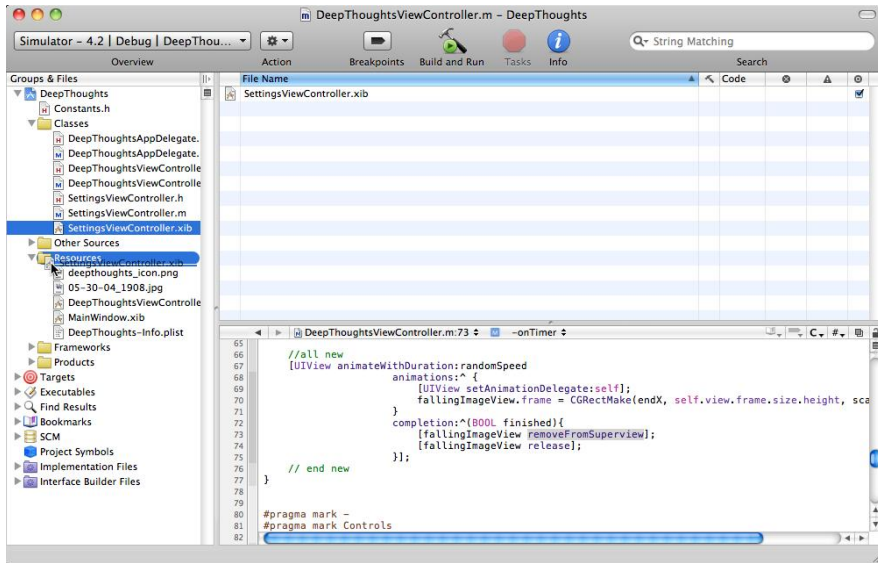 DeepThoughtsViewController.m – DeepThoughts
Simulator - 4.2 | Debug | DeepThou...
String Matching
Overview
Action
Breakpoints
Build and Run
Tasks
Info
Search
Groups & Files
File Name
Code
DeepThoughts
SettingsViewController.xib
Constants.h
Classes
DeepThoughtsAppDelegate.
DeepThoughtsAppDelegate.
DeepThoughtsViewControlle
DeepThoughtsViewControlle
SettingsViewController.h
SettingsViewController.m
SettingsViewController.xib
Other Sources
Resources
SettingsViewController.xib
deepthoughts_icon.png
05-30-04_1908.jpg
DeepThoughtsViewControlle
MainWindow.xib
DeepThoughts-Info.plist
Frameworks
Products
Targets
Executables
Find Results
Bookmarks
SCM
Project Symbols
Implementation Files
Interface Builder Files
DeepThoughtsViewController.m:73
-onTimer
C
#
65
66 //all new
67 [UIView animateWithDuration:randomSpeed
68 animations:^ {
69 [UIView setAnimationDelegate:self];
70 fallingImageView.frame = CGRectMake(endX, self.view.frame.size.height, sca
71 }
72 completion:^(BOOL finished){
73 [fallingImageView removeFromSuperview];
74 [fallingImageView release];
75 }];
76 // end new
77 }
78
79
80 #pragma mark -
81 #pragma mark Controls
82